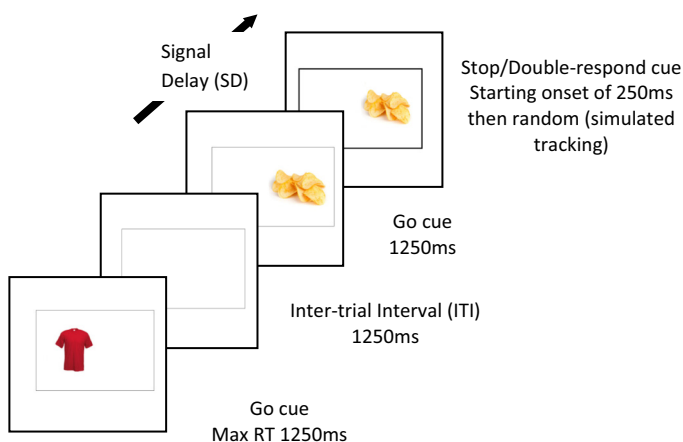 Signal
Delay (SD)
Stop/Double-respond cue
Starting onset of 250ms
then random (simulated
tracking)
Go cue
1250ms
Inter-trial Interval (ITI)
1250ms
Go cue
Max RT 1250ms